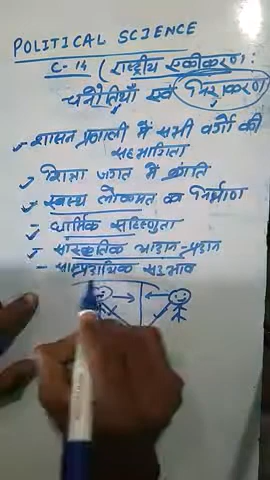 POLITICAL SCIENCE
C-14 (राष्ट्रीय एकीकरण:
चुनौतियाँ एवं निराकरण)
- शासन प्रणाली में सभी वर्गों की
सहभागिता
- शिक्षा जगत में क्रांति
- स्वस्थ लोकमत का निर्माण
- धार्मिक सहिष्णुता
- सांस्कृतिक आदान-प्रदान
- साम्प्रदायिक सद्भाव